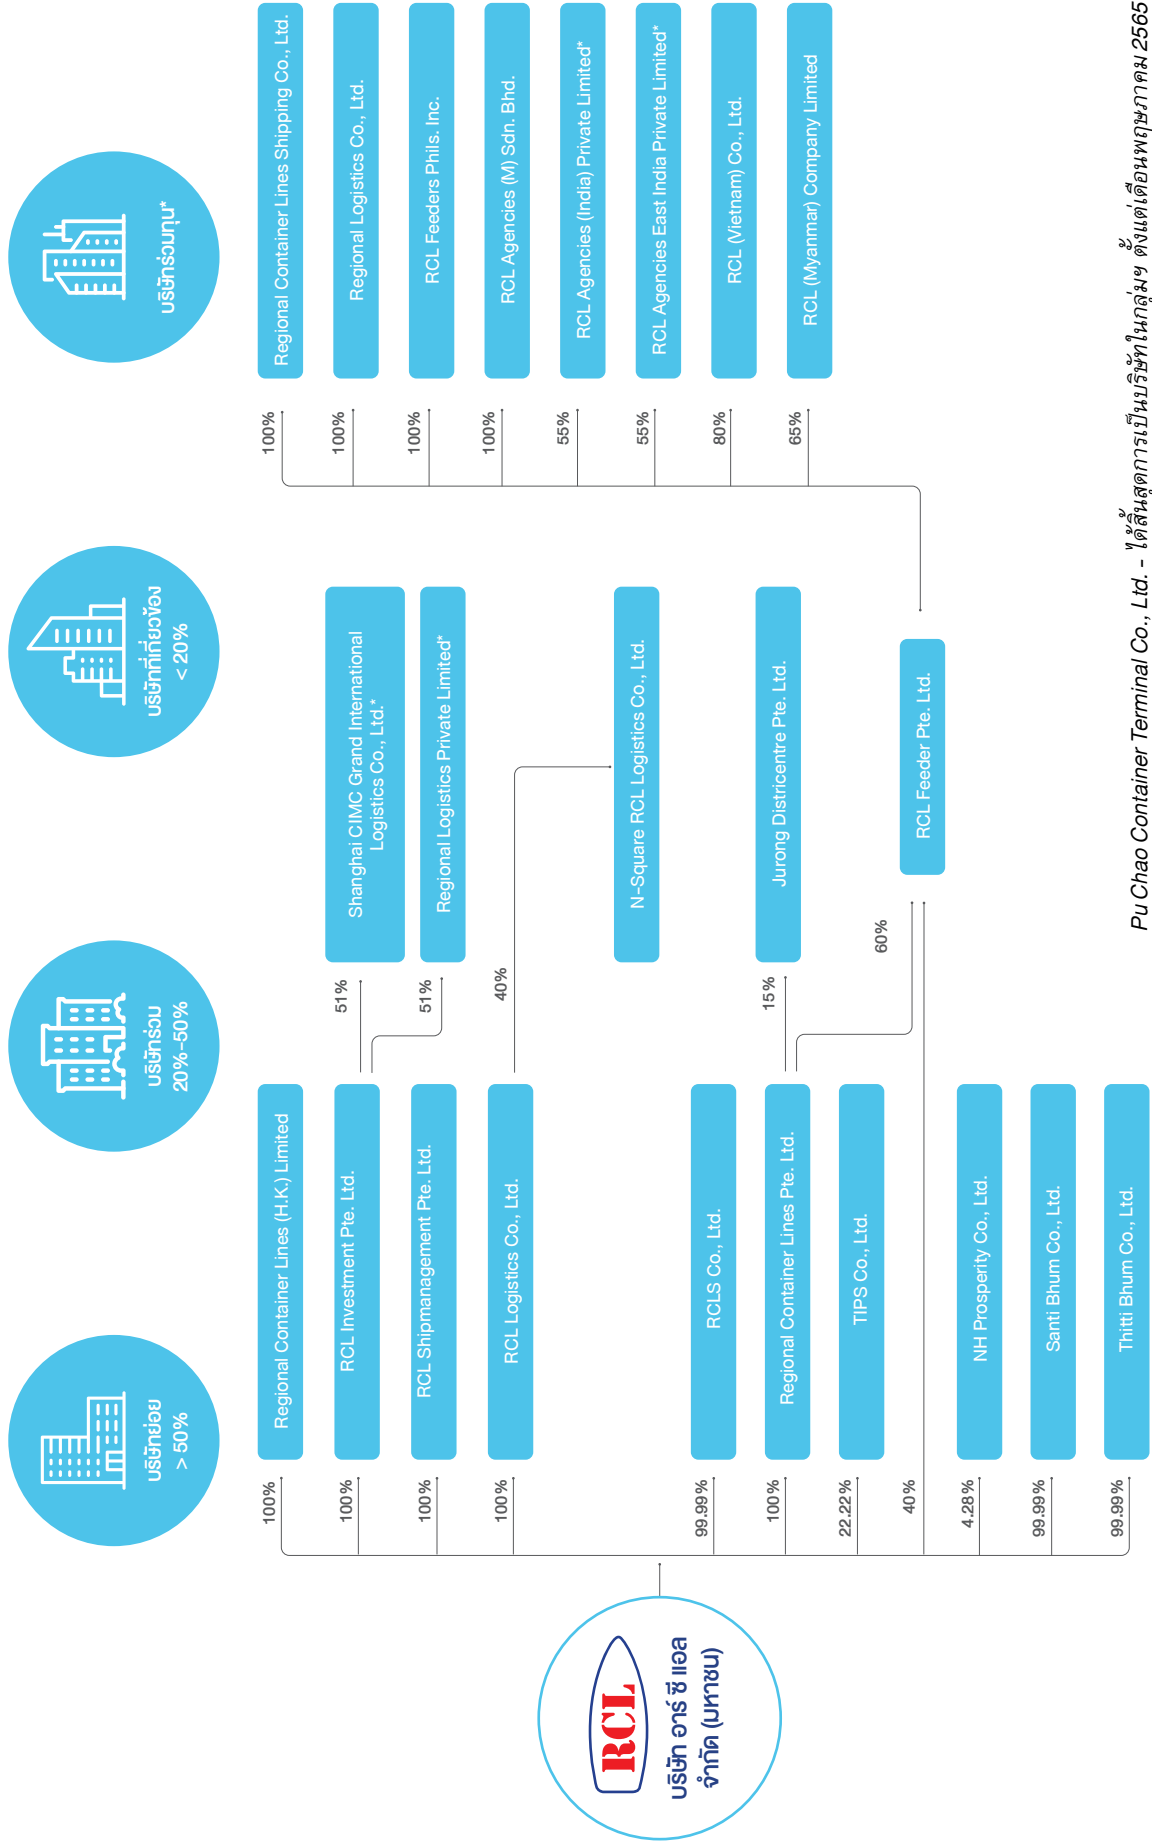 บริษัทย่อย
> 50%
บริษัทร่วม
20%-50%
บริษัทที่เกี่ยวข้อง
< 20%
บริษัทร่วมทุน*
RCL
บริษัท อาร์ ซี แอล
จำกัด (มหาชน)
100%
Regional Container Lines (H.K.) Limited
100%
RCL Investment Pte. Ltd.
51%
Shanghai CIMC Grand International
Logistics Co., Ltd.*
51%
Regional Logistics Private Limited*
100%
RCL Shipmanagement Pte. Ltd.
100%
RCL Logistics Co., Ltd.
40%
N-Square RCL Logistics Co., Ltd.
99.99%
RCLS Co., Ltd.
100%
Regional Container Lines Pte. Ltd.
15%
Jurong Districentre Pte. Ltd.
60%
22.22%
TIPS Co., Ltd.
40%
RCL Feeder Pte. Ltd.
4.28%
NH Prosperity Co., Ltd.
99.99%
Santi Bhum Co., Ltd.
99.99%
Thitti Bhum Co., Ltd.
100%
Regional Container Lines Shipping Co., Ltd.
100%
Regional Logistics Co., Ltd.
100%
RCL Feeders Phils. Inc.
100%
RCL Agencies (M) Sdn. Bhd.
55%
RCL Agencies (India) Private Limited*
55%
RCL Agencies East India Private Limited*
80%
RCL (Vietnam) Co., Ltd.
65%
RCL (Myanmar) Company Limited
Pu Chao Container Terminal Co., Ltd. - ได้สิ้นสุดการเป็นบริษัทในกลุ่มฯ ตั้งแต่เดือนพฤษภาคม 2565